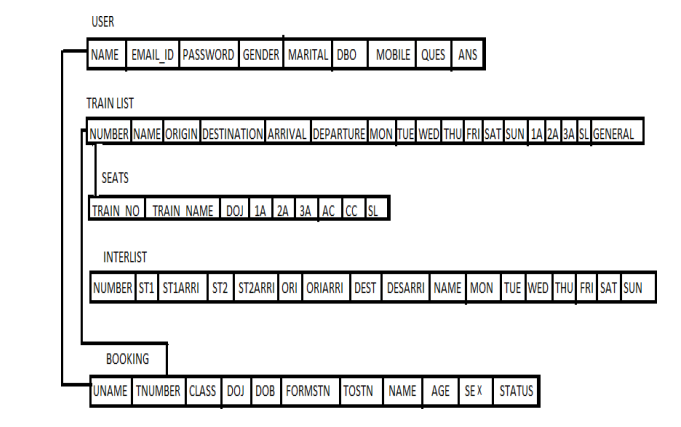 USER
NAME EMAIL_ID PASSWORD GENDER MARITAL DBO MOBILE QUES ANS
TRAIN LIST
NUMBER NAME ORIGIN DESTINATION ARRIVAL DEPARTURE MON TUE WED THU FRI SAT SUN 1A 2A 3A SL GENERAL
SEATS
TRAIN_NO TRAIN_NAME DOJ 1A 2A 3A AC CC SL
INTERLIST
NUMBER ST1 ST1ARRI ST2 ST2ARRI ORI ORIARRI DEST DESARRI NAME MON TUE WED THU FRI SAT SUN
BOOKING
UNAME TNUMBER CLASS DOJ DOB FORMSTN TOSTN NAME AGE SEX STATUS